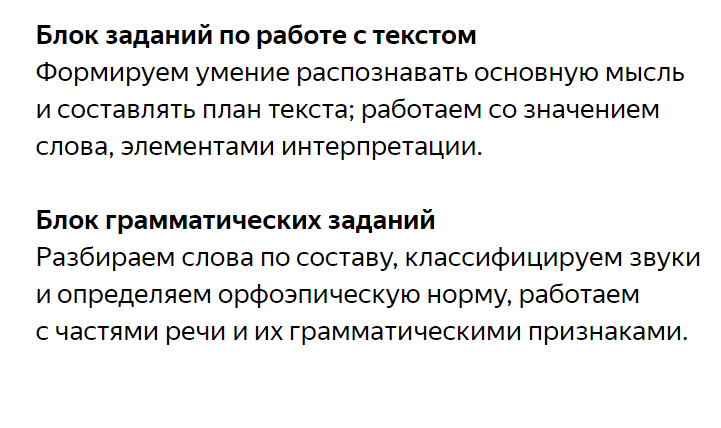 Блок заданий по работе с текстом
Формируем умение распознавать основную мысль
и составлять план текста; работаем со значением
слова, элементами интерпретации.
Блок грамматических заданий
Разбираем слова по составу, классифицируем звуки
и определяем орфоэпическую норму, работаем
с частями речи и их грамматическими признаками.